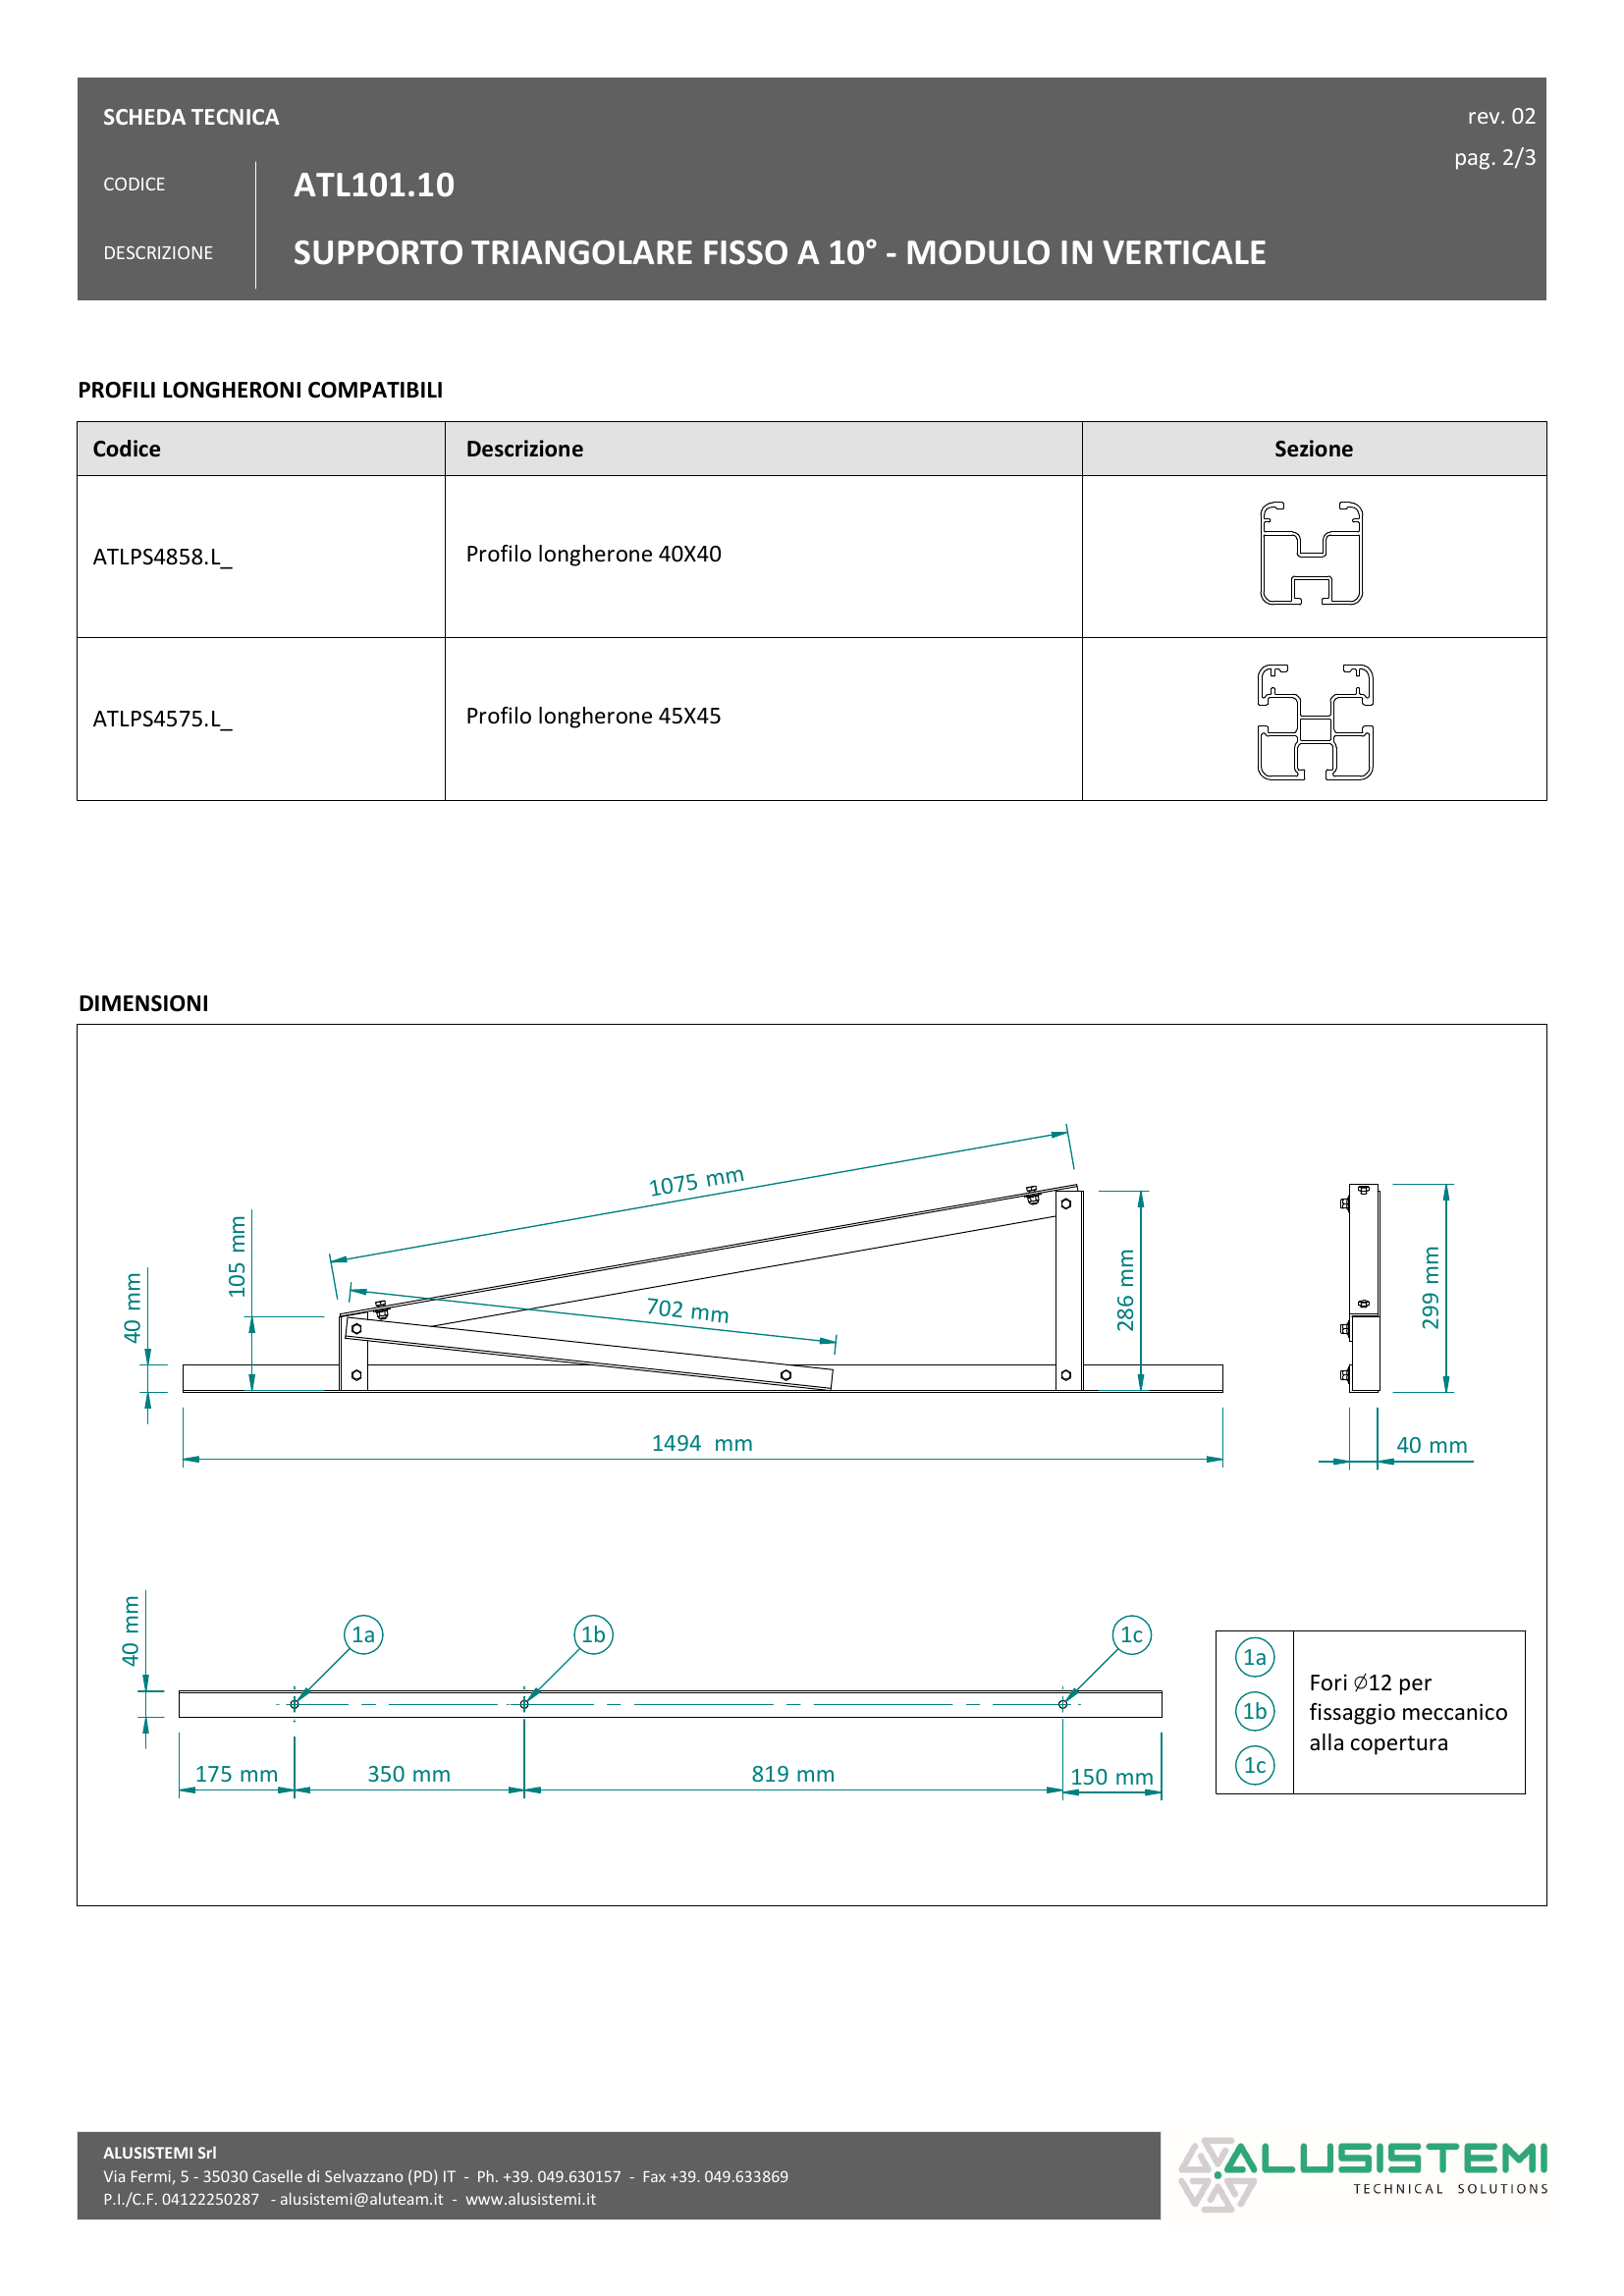 SCHEDA TECNICA
rev. 02
pag. 2/3
CODICE
ATL101.10
DESCRIZIONE
SUPPORTO TRIANGOLARE FISSO A 10° - MODULO IN VERTICALE
PROFILI LONGHERONI COMPATIBILI
Codice Descrizione Sezione
ATLPS4858.L_ Profilo longherone 40X40
ATLPS4575.L_ Profilo longherone 45X45
DIMENSIONI
1075 mm
105 mm
40 mm
702 mm
286 mm
299 mm
1494 mm
40 mm
40 mm
1a
1b
1c
175 mm
350 mm
819 mm
150 mm
1a
1b
1c
Fori ∅12 per
fissaggio meccanico
alla copertura
ALUSISTEMI Srl
Via Fermi, 5 - 35030 Caselle di Selvazzano (PD) IT - Ph. +39. 049.630157 - Fax +39. 049.633869
P.I./C.F. 04122250287 - alusistemi@aluteam.it - www.alusistemi.it
ALUSISTEMI
TECHNICAL SOLUTIONS